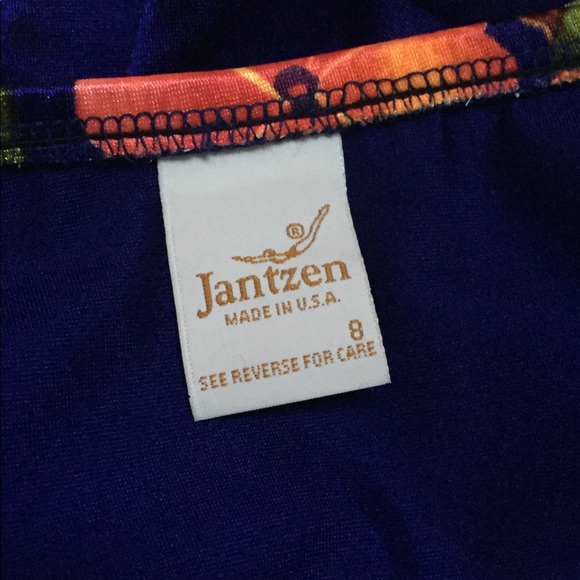 ®
Jantzen
MADE IN U.S.A.
8
SEE REVERSE FOR CARE